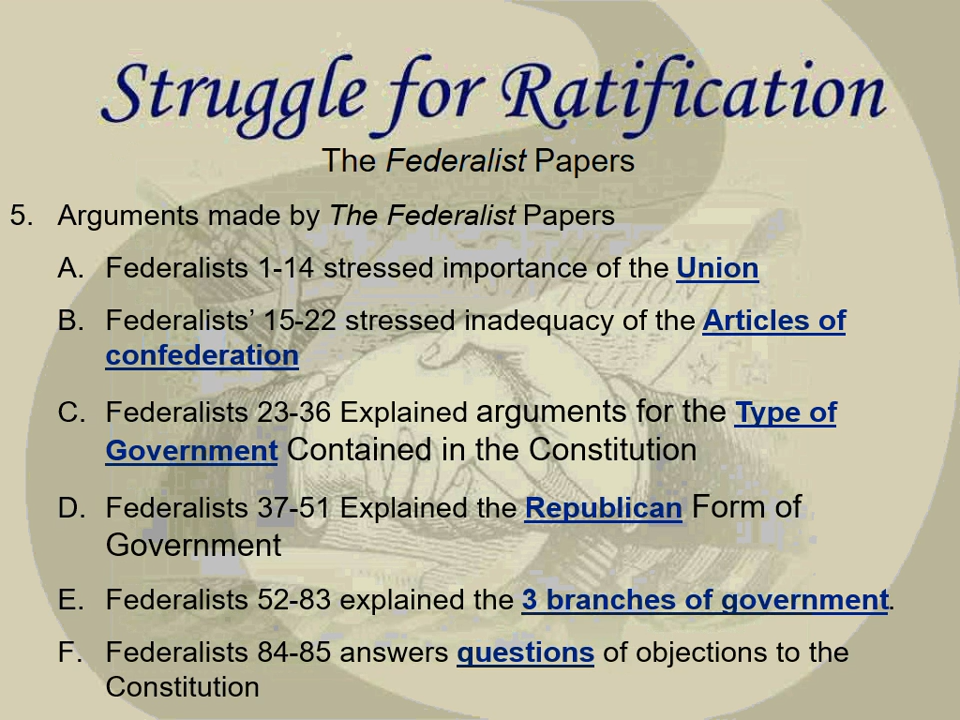 Struggle for Ratification
The Federalist Papers
5. Arguments made by The Federalist Papers
A. Federalists 1-14 stressed importance of the Union
B. Federalists’ 15-22 stressed inadequacy of the Articles of
confederation
C. Federalists 23-36 Explained arguments for the Type of
Government Contained in the Constitution
D. Federalists 37-51 Explained the Republican Form of
Government
E. Federalists 52-83 explained the 3 branches of government.
F. Federalists 84-85 answers questions of objections to the
Constitution